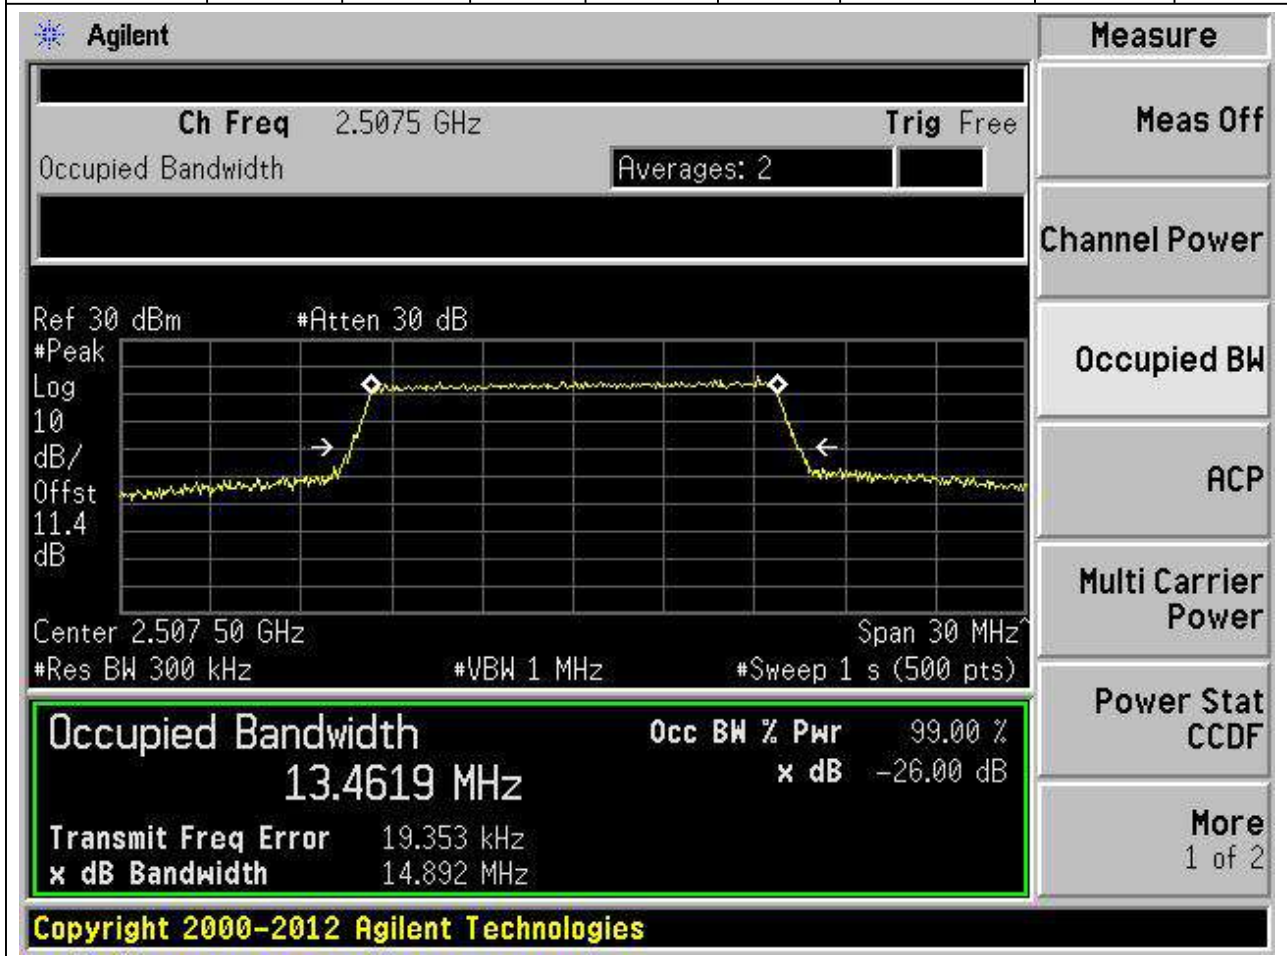 Agilent
Measure
Ch Freq 2.5075 GHz Trig Free
Meas Off
Occupied Bandwidth Averages: 2
Channel Power
Ref 30 dBm #Atten 30 dB
#Peak
Log
10
dB/
Offst
11.4
dB
Occupied BW
ACP
Center 2.507 50 GHz Span 30 MHz^
#Res BW 300 kHz #VBW 1 MHz #Sweep 1 s (500 pts)
Multi Carrier
Power
Occupied Bandwidth Occ BW % Pwr 99.00 %
13.4619 MHz x dB -26.00 dB
Transmit Freq Error 19.353 kHz
x dB Bandwidth 14.892 MHz
Power Stat
CCDF
More
1 of 2
Copyright 2000-2012 Agilent Technologies